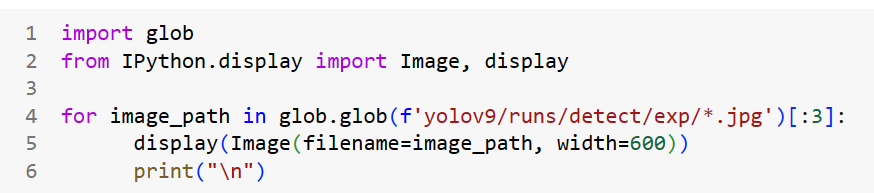 1 import glob
2 from IPython.display import Image, display
3
4 for image_path in glob.glob(f'yolov9/runs/detect/exp/*.jpg')[:3]:
5       display(Image(filename=image_path, width=600))
6       print("\n")